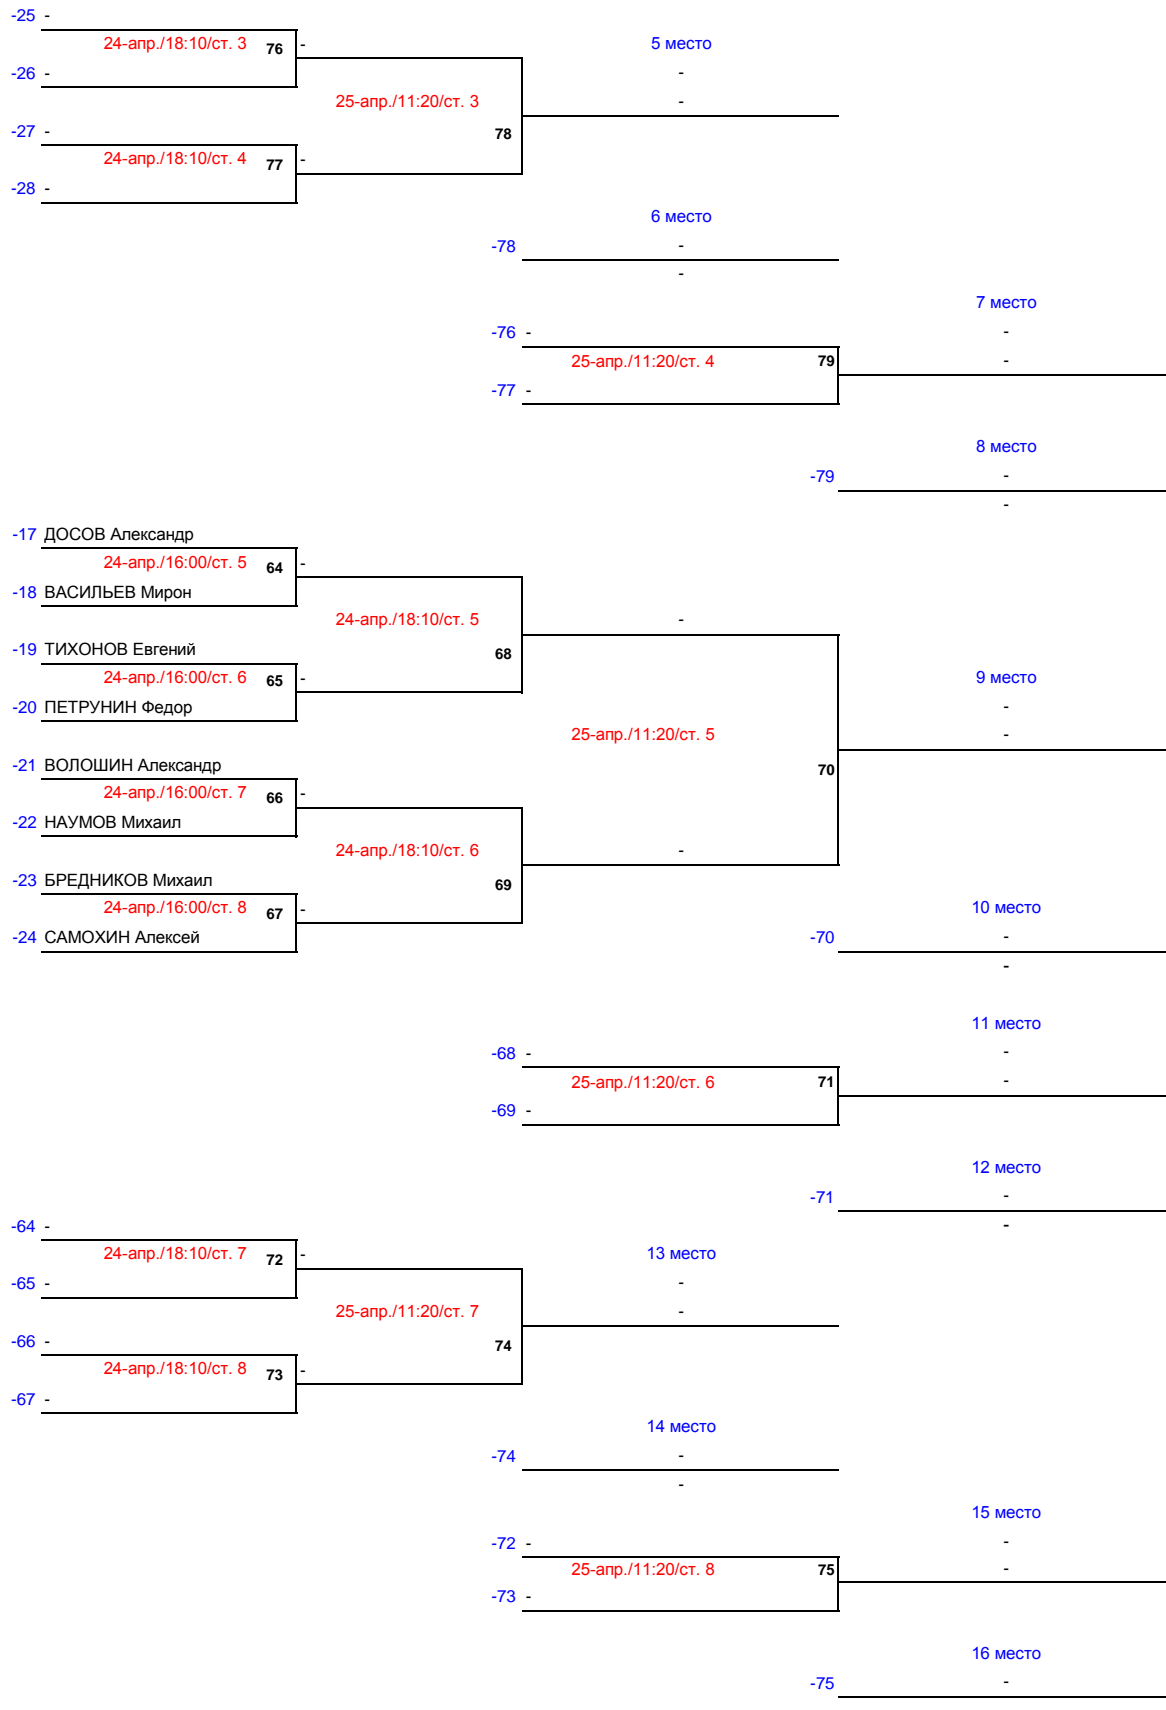 -25 -
24-апр./18:10/ст. 3 76 - 5 место
-26 - -
25-апр./11:20/ст. 3 -
-27 - 78
24-апр./18:10/ст. 4 77 -
-28 -
6 место
-78 -
-
7 место
-76 - -
25-апр./11:20/ст. 4 79 -
-77 -
8 место
-79 -
-
-17 ДОСОВ Александр
24-апр./16:00/ст. 5 64 -
-18 ВАСИЛЬЕВ Мирон
24-апр./18:10/ст. 5 -
-19 ТИХОНОВ Евгений 68
24-апр./16:00/ст. 6 65 - 9 место
-20 ПЕТРУНИН Федор -
25-апр./11:20/ст. 5 -
-21 ВОЛОШИН Александр 70
24-апр./16:00/ст. 7 66 -
-22 НАУМОВ Михаил
24-апр./18:10/ст. 6 -
-23 БРЕДНИКОВ Михаил 69
24-апр./16:00/ст. 8 67 - 10 место
-24 САМОХИН Алексей -70 -
-
11 место
-68 - -
25-апр./11:20/ст. 6 71 -
-69 -
12 место
-71 -
-64 - -
24-апр./18:10/ст. 7 72 - 13 место
-65 - -
25-апр./11:20/ст. 7 -
-66 - 74
24-апр./18:10/ст. 8 73 -
-67 -
14 место
-74 -
-
15 место
-72 - -
25-апр./11:20/ст. 8 75 -
-73 -
16 место
-75 -